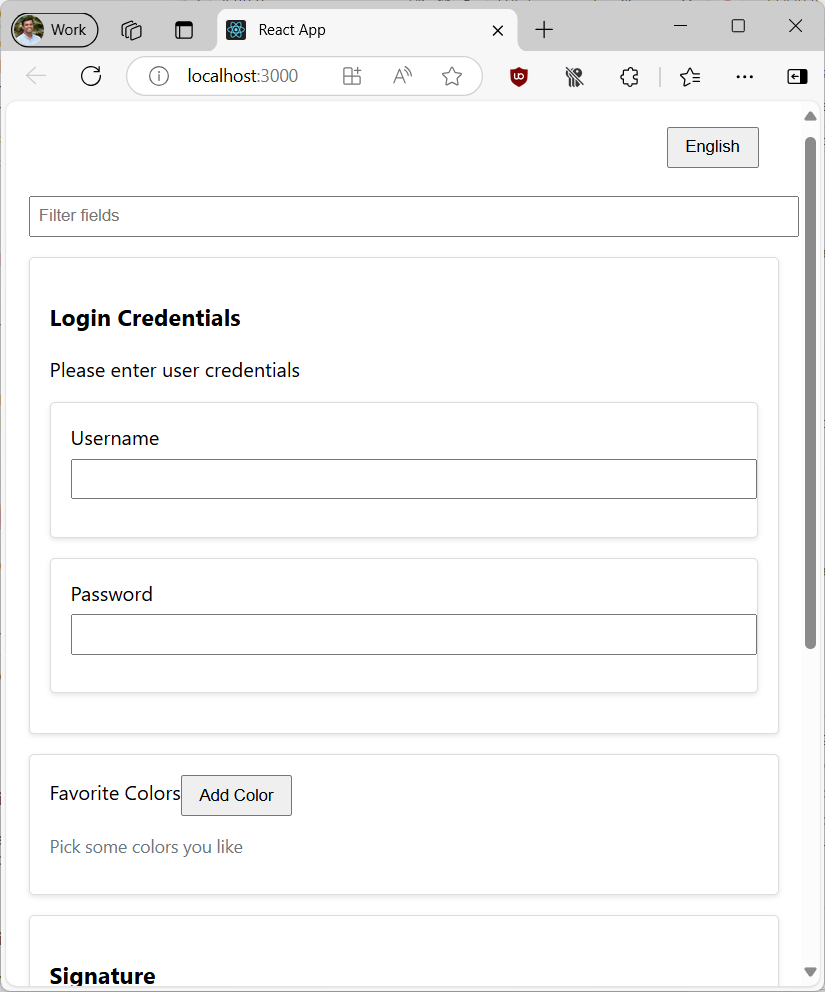 Work
React App
localhost:3000
English
Filter fields
Login Credentials
Please enter user credentials
Username
Password
Favorite Colors Add Color
Pick some colors you like
Signature